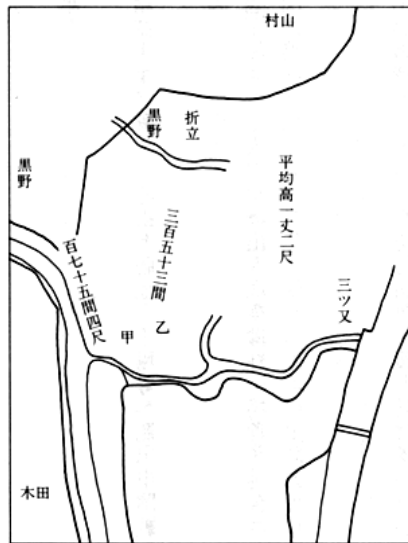 村山
折立
黒野
平均高一丈二尺
黒野
三百五十三間
三ツ又
百七十五間四尺
乙
甲
木田